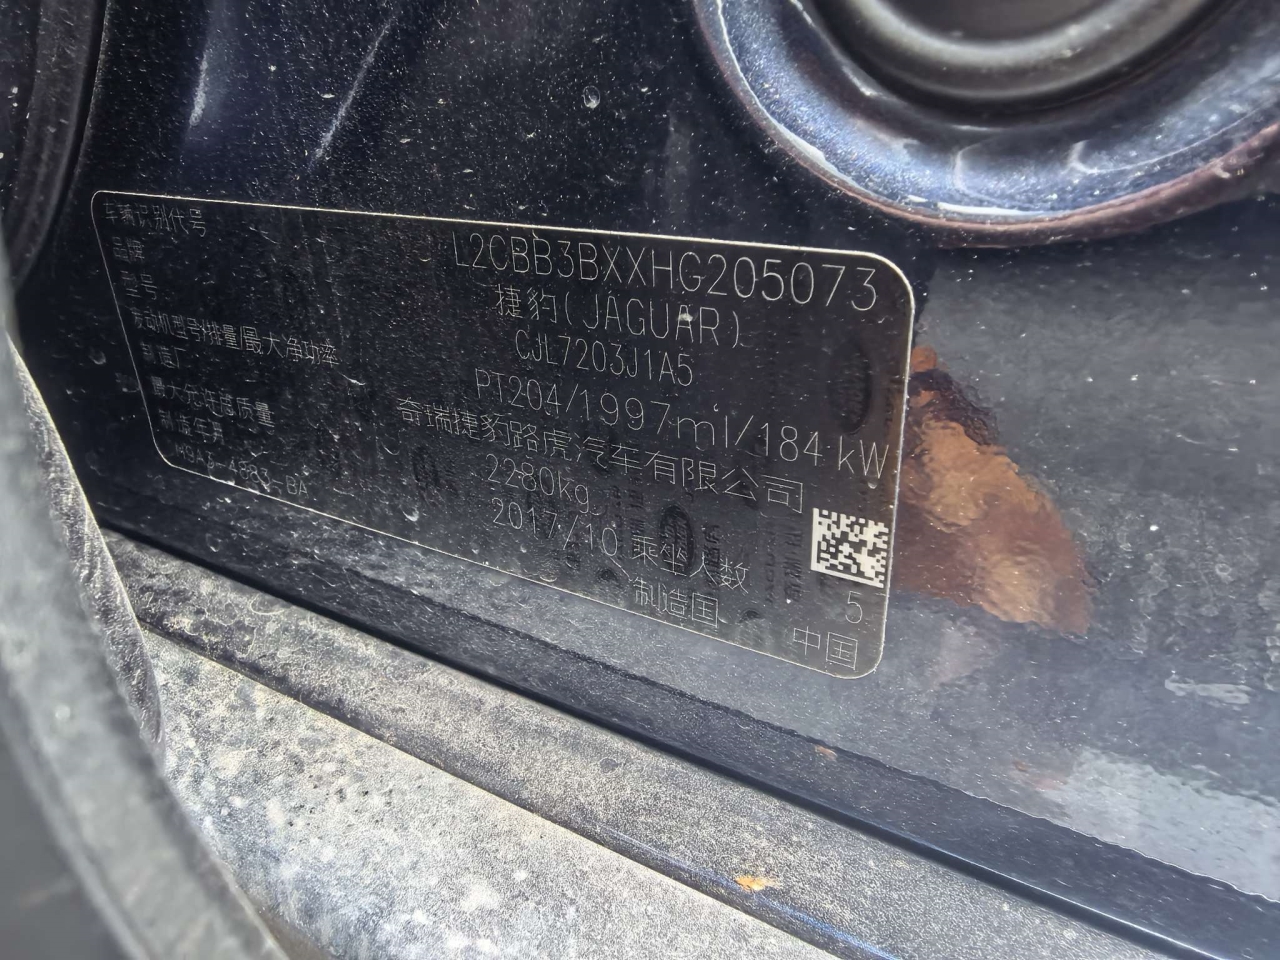 车辆识别代号 L2CBB3BXXHG205073
品牌 捷豹(JAGUAR)
型号 CJL7203J1A5
发动机型号/排量/最大净功率 PT204/1997ml/184kW
制造厂 奇瑞捷豹路虎汽车有限公司
最大允许总质量 2280kg
制造年月 2017/10 乘坐人数 5
制造国 中国